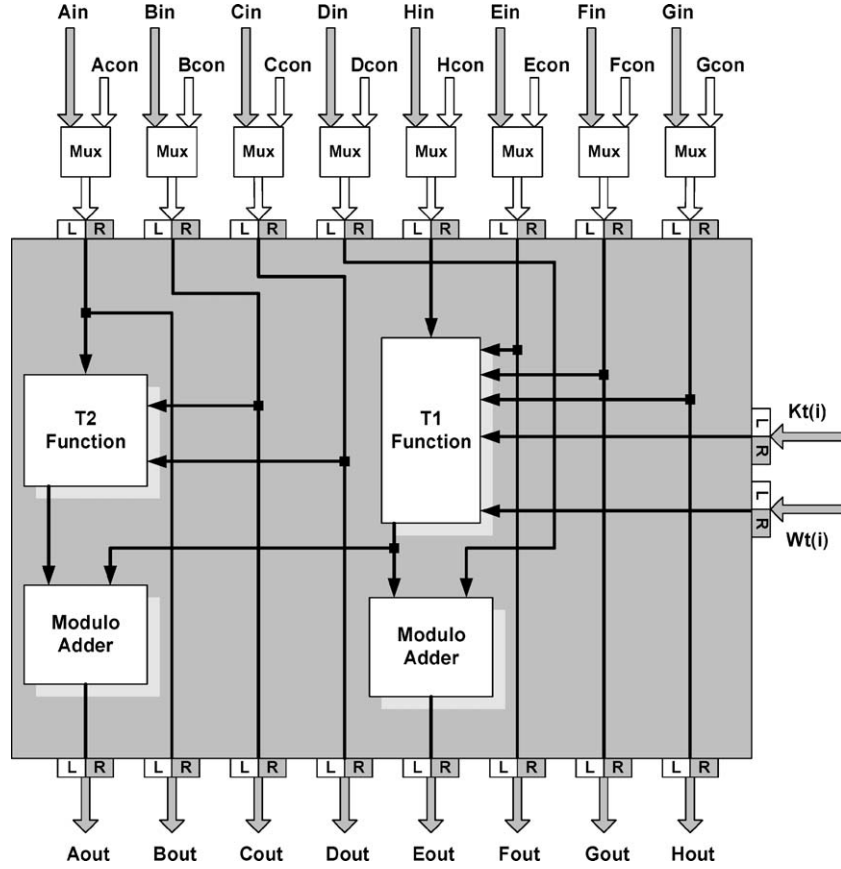 Ain Bin Cin Din Hin Ein Fin Gin
Acon Bcon Ccon Dcon Hcon Econ Fcon Gcon
Mux Mux Mux Mux Mux Mux Mux Mux
L R L R L R L R L R L R L R L R
T2
Function
T1
Function
Kt(i)
L
R
L
R
Wt(i)
Modulo
Adder
Modulo
Adder
L R L R L R L R L R L R L R L R
Aout Bout Cout Dout Eout Fout Gout Hout